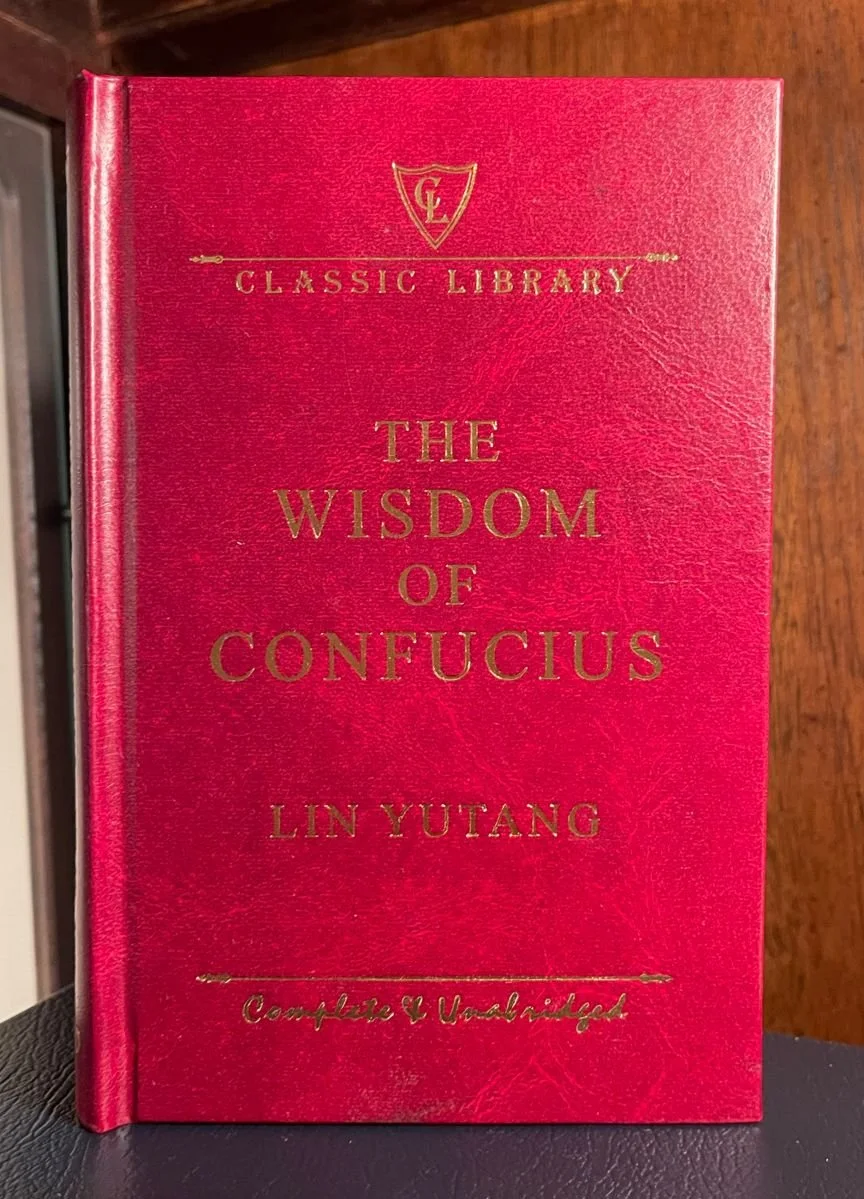 CL
CLASSIC LIBRARY
THE
WISDOM
OF
CONFUCIUS
LIN YUTANG
Complete & Unabridged